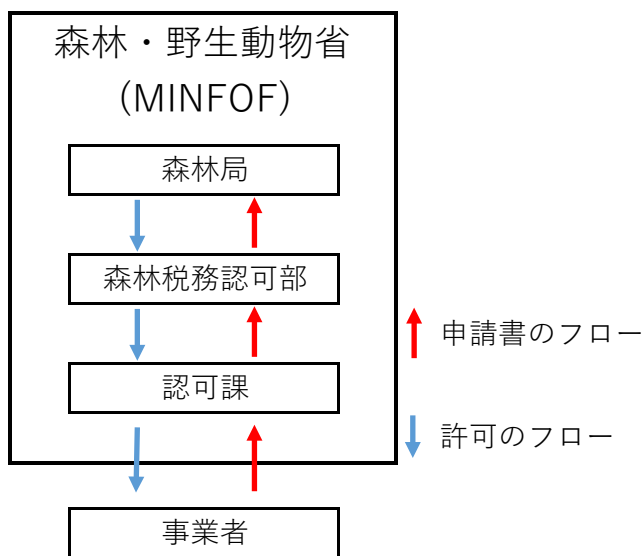 森林・野生動物省
(MINFOF)
森林局
森林税務認可部
認可課
事業者
申請書のフロー
許可のフロー